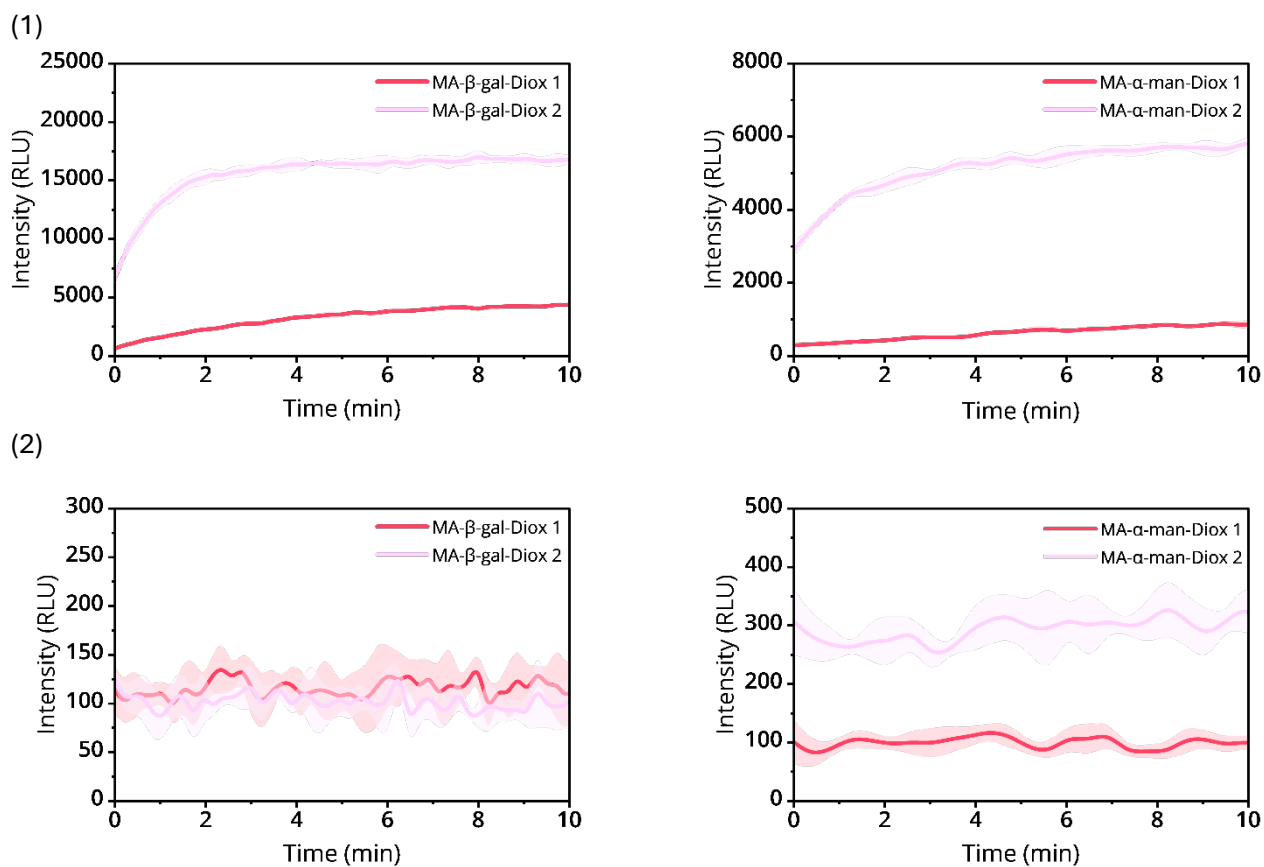 (1)
25000
20000
15000
10000
5000
0
Intensity (RLU)
MA-β-gal-Diox 1
MA-β-gal-Diox 2
0 2 4 6 8 10
Time (min)
8000
6000
4000
2000
0
Intensity (RLU)
MA-α-man-Diox 1
MA-α-man-Diox 2
0 2 4 6 8 10
Time (min)
(2)
300
250
200
150
100
50
0
Intensity (RLU)
MA-β-gal-Diox 1
MA-β-gal-Diox 2
0 2 4 6 8 10
Time (min)
500
400
300
200
100
0
Intensity (RLU)
MA-α-man-Diox 1
MA-α-man-Diox 2
0 2 4 6 8 10
Time (min)